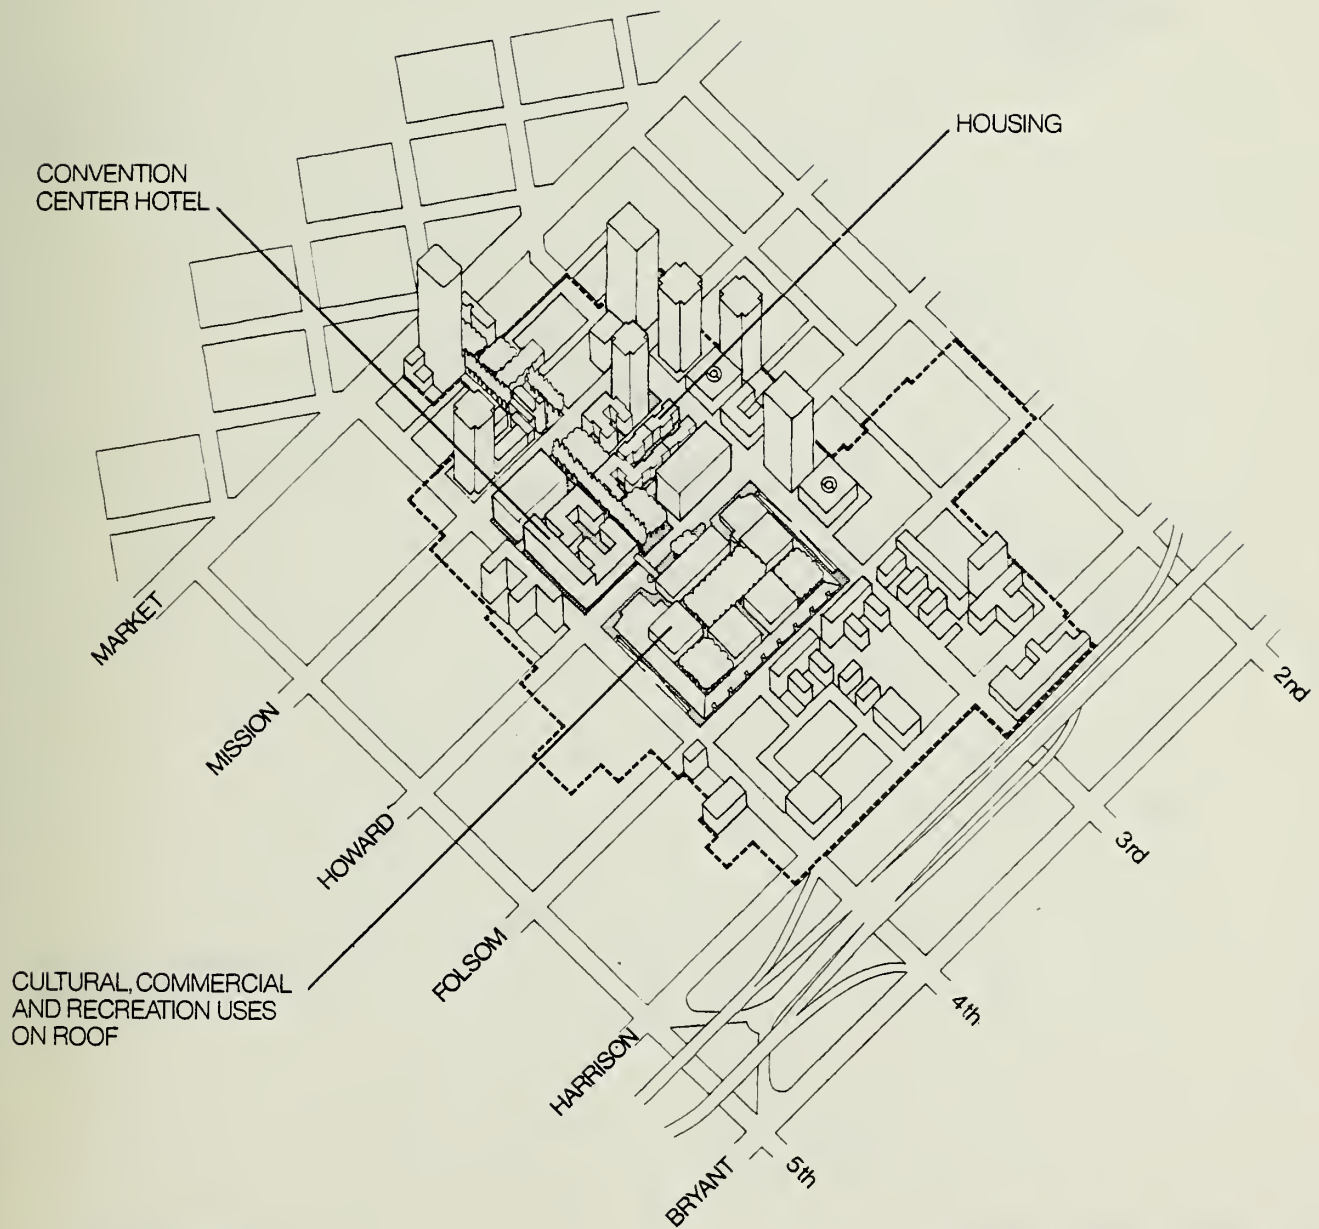 HOUSING
CONVENTION
CENTER HOTEL
MARKET
MISSION
HOWARD
FOLSOM
HARRISON
BRYANT
2nd
3rd
4th
5th
CULTURAL, COMMERCIAL
AND RECREATION USES
ON ROOF